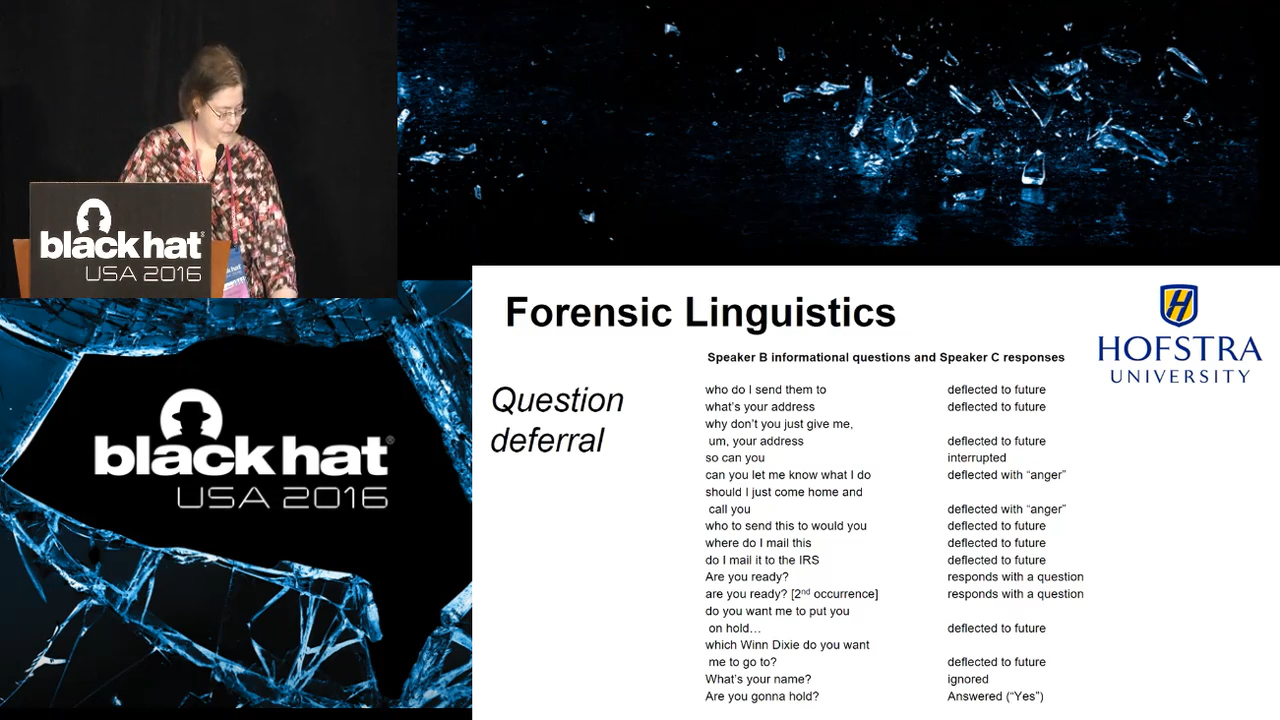 black hat
USA 2016
black hat®
USA 2016
Forensic Linguistics
HOFSTRA
UNIVERSITY
Question
deferral
Speaker B informational questions and Speaker C responses
who do I send them to deflected to future
what's your address deflected to future
why don't you just give me,
um, your address deflected to future
so can you interrupted
can you let me know what I do deflected with “anger”
should I just come home and
call you deflected with “anger”
who to send this to would you deflected to future
where do I mail this deflected to future
do I mail it to the IRS deflected to future
Are you ready? responds with a question
are you ready? [2nd occurrence] responds with a question
do you want me to put you
on hold… deflected to future
which Winn Dixie do you want
me to go to? deflected to future
What's your name? ignored
Are you gonna hold? Answered (“Yes”)